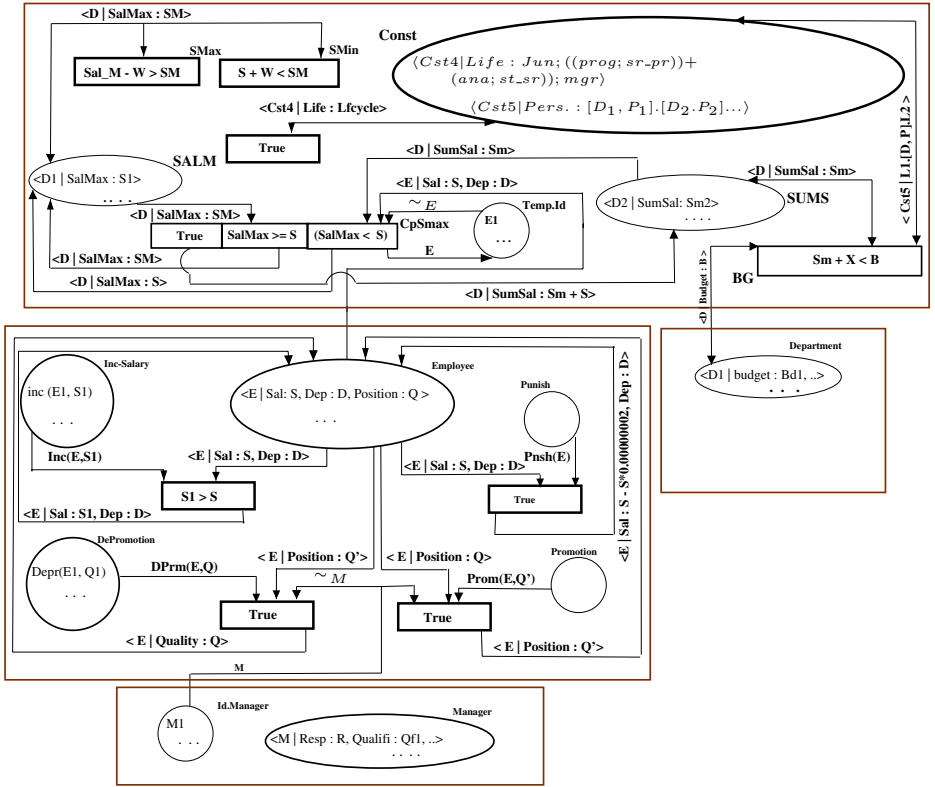 <D | SalMax : SM>
SMax
SMin
Sal_M - W > SM
S + W < SM
Const
⟨Cst4|Life : Jun; ((prog; sr_pr))+
(ana; st_sr)); mgr⟩
⟨Cst5|Pers. : [D1, P1].[D2.P2]...⟩
<Cst4 | Life : Lfcycle>
True
< Cst5 | L1.[D, P].L2 >
SALM
<D1 | SalMax : S1>
.. . .
<D | SumSal : Sm>
<E | Sal : S, Dep : D>
<D | SumSal : Sm>
∼ E
Temp.Id
E1
...
<D2 | SumSal: Sm2>
. . . .
SUMS
<D | SalMax : SM>
CpSmax
True
SalMax >= S
(SalMax < S)
E
<D | SalMax : SM>
<D | SalMax : S>
<D | SumSal : Sm + S>
Sm + X < B
BG
<D | Budget : B >
Inc-Salary
inc (E1, S1)
. . .
Employee
<E | Sal: S, Dep : D, Position : Q >
. . .
Punish
Department
<D1 | budget : Bd1, ..>
. . .
<E | Sal : S - S*0.00000002, Dep : D>
Inc(E,S1)
<E | Sal : S, Dep : D>
<E | Sal : S, Dep : D>
Pnsh(E)
S1 > S
True
<E | Sal : S1, Dep : D>
DePromotion
Depr(E1, Q1)
. . .
DPrm(E,Q)
< E | Position : Q’>
< E | Position : Q>
Promotion
∼ M
Prom(E,Q’)
True
True
< E | Quality : Q>
< E | Position : Q’>
M
Id.Manager
M1
. . .
Manager
<M | Resp : R, Qualifi : Qf1, ..>
. . . .